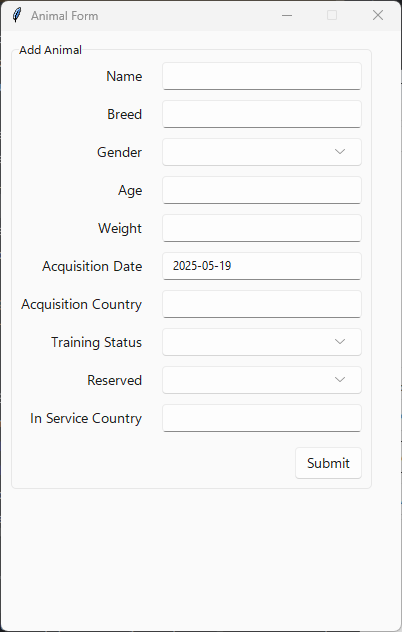 Animal Form
Add Animal
Name
Breed
Gender
Age
Weight
Acquisition Date 2025-05-19
Acquisition Country
Training Status
Reserved
In Service Country
Submit